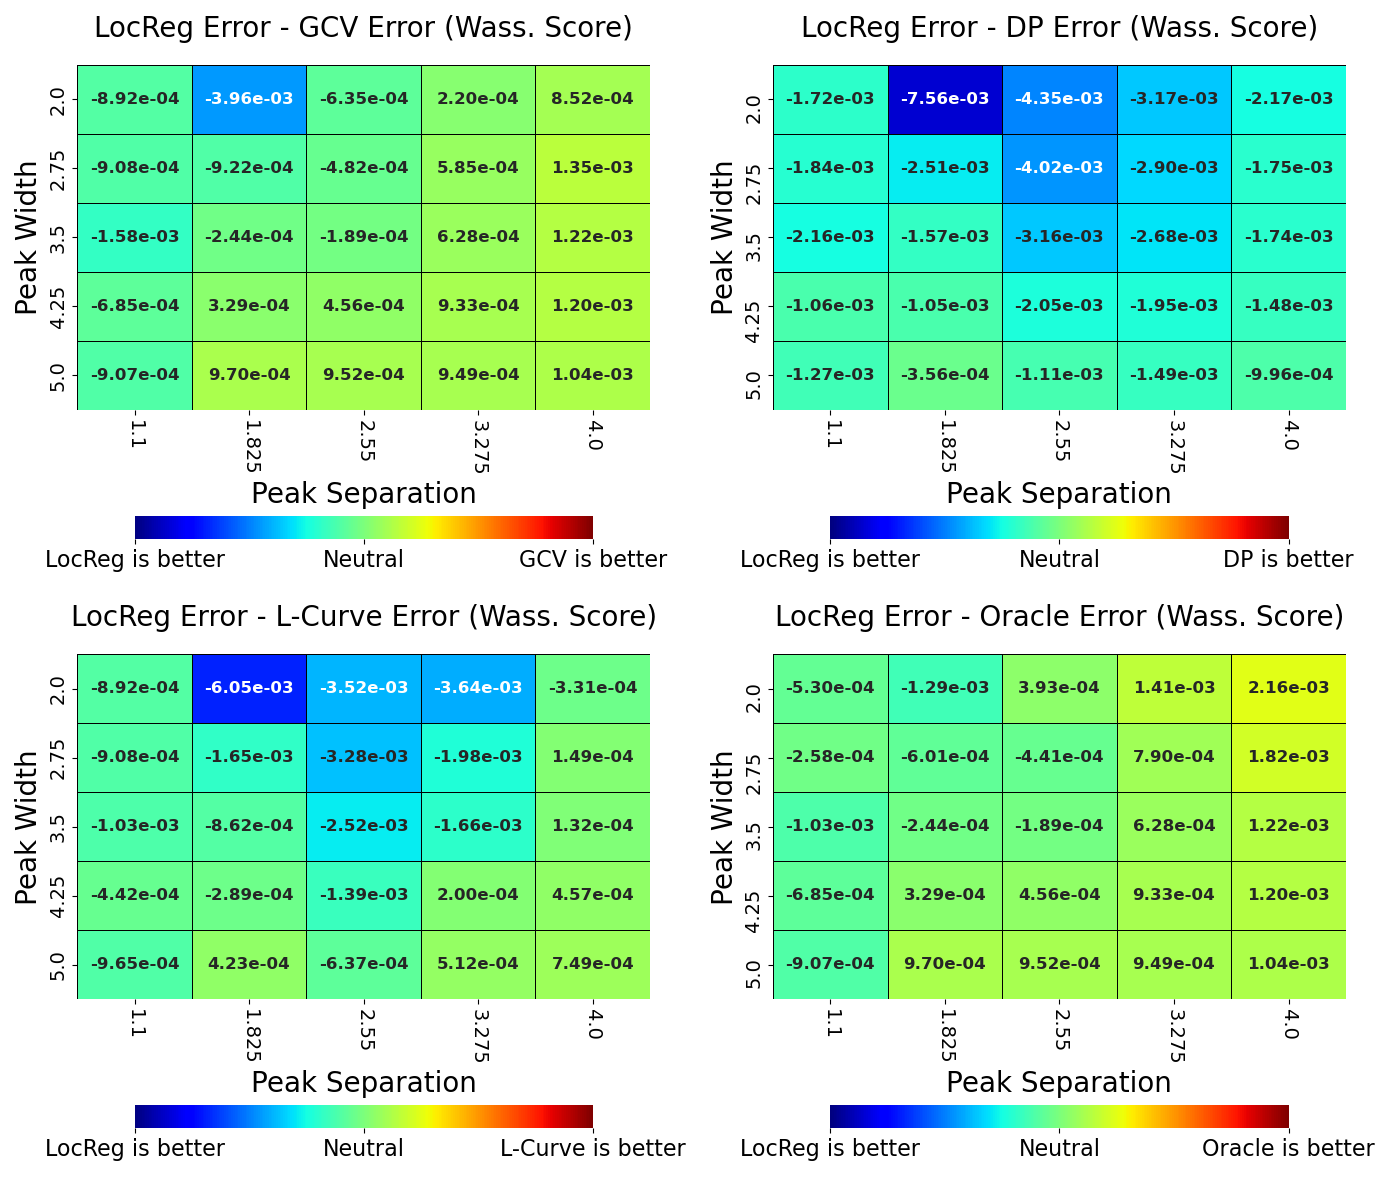 LocReg Error - GCV Error (Wass. Score)
Peak Width
2.0 -8.92e-04 -3.96e-03 -6.35e-04 2.20e-04 8.52e-04
2.75 -9.08e-04 -9.22e-04 -4.82e-04 5.85e-04 1.35e-03
3.5 -1.58e-03 -2.44e-04 -1.89e-04 6.28e-04 1.22e-03
4.25 -6.85e-04 3.29e-04 4.56e-04 9.33e-04 1.20e-03
5.0 -9.07e-04 9.70e-04 9.52e-04 9.49e-04 1.04e-03
1.1 1.825 2.55 3.275 4.0
Peak Separation
LocReg is better Neutral GCV is better
LocReg Error - DP Error (Wass. Score)
Peak Width
2.0 -1.72e-03 -7.56e-03 -4.35e-03 -3.17e-03 -2.17e-03
2.75 -1.84e-03 -2.51e-03 -4.02e-03 -2.90e-03 -1.75e-03
3.5 -2.16e-03 -1.57e-03 -3.16e-03 -2.68e-03 -1.74e-03
4.25 -1.06e-03 -1.05e-03 -2.05e-03 -1.95e-03 -1.48e-03
5.0 -1.27e-03 -3.56e-04 -1.11e-03 -1.49e-03 -9.96e-04
1.1 1.825 2.55 3.275 4.0
Peak Separation
LocReg is better Neutral DP is better
LocReg Error - L-Curve Error (Wass. Score)
Peak Width
2.0 -8.92e-04 -6.05e-03 -3.52e-03 -3.64e-03 -3.31e-04
2.75 -9.08e-04 -1.65e-03 -3.28e-03 -1.98e-03 1.49e-04
3.5 -1.03e-03 -8.62e-04 -2.52e-03 -1.66e-03 1.32e-04
4.25 -4.42e-04 -2.89e-04 -1.39e-03 2.00e-04 4.57e-04
5.0 -9.65e-04 4.23e-04 -6.37e-04 5.12e-04 7.49e-04
1.1 1.825 2.55 3.275 4.0
Peak Separation
LocReg is better Neutral L-Curve is better
LocReg Error - Oracle Error (Wass. Score)
Peak Width
2.0 -5.30e-04 -1.29e-03 3.93e-04 1.41e-03 2.16e-03
2.75 -2.58e-04 -6.01e-04 -4.41e-04 7.90e-04 1.82e-03
3.5 -1.03e-03 -2.44e-04 -1.89e-04 6.28e-04 1.22e-03
4.25 -6.85e-04 3.29e-04 4.56e-04 9.33e-04 1.20e-03
5.0 -9.07e-04 9.70e-04 9.52e-04 9.49e-04 1.04e-03
1.1 1.825 2.55 3.275 4.0
Peak Separation
LocReg is better Neutral Oracle is better